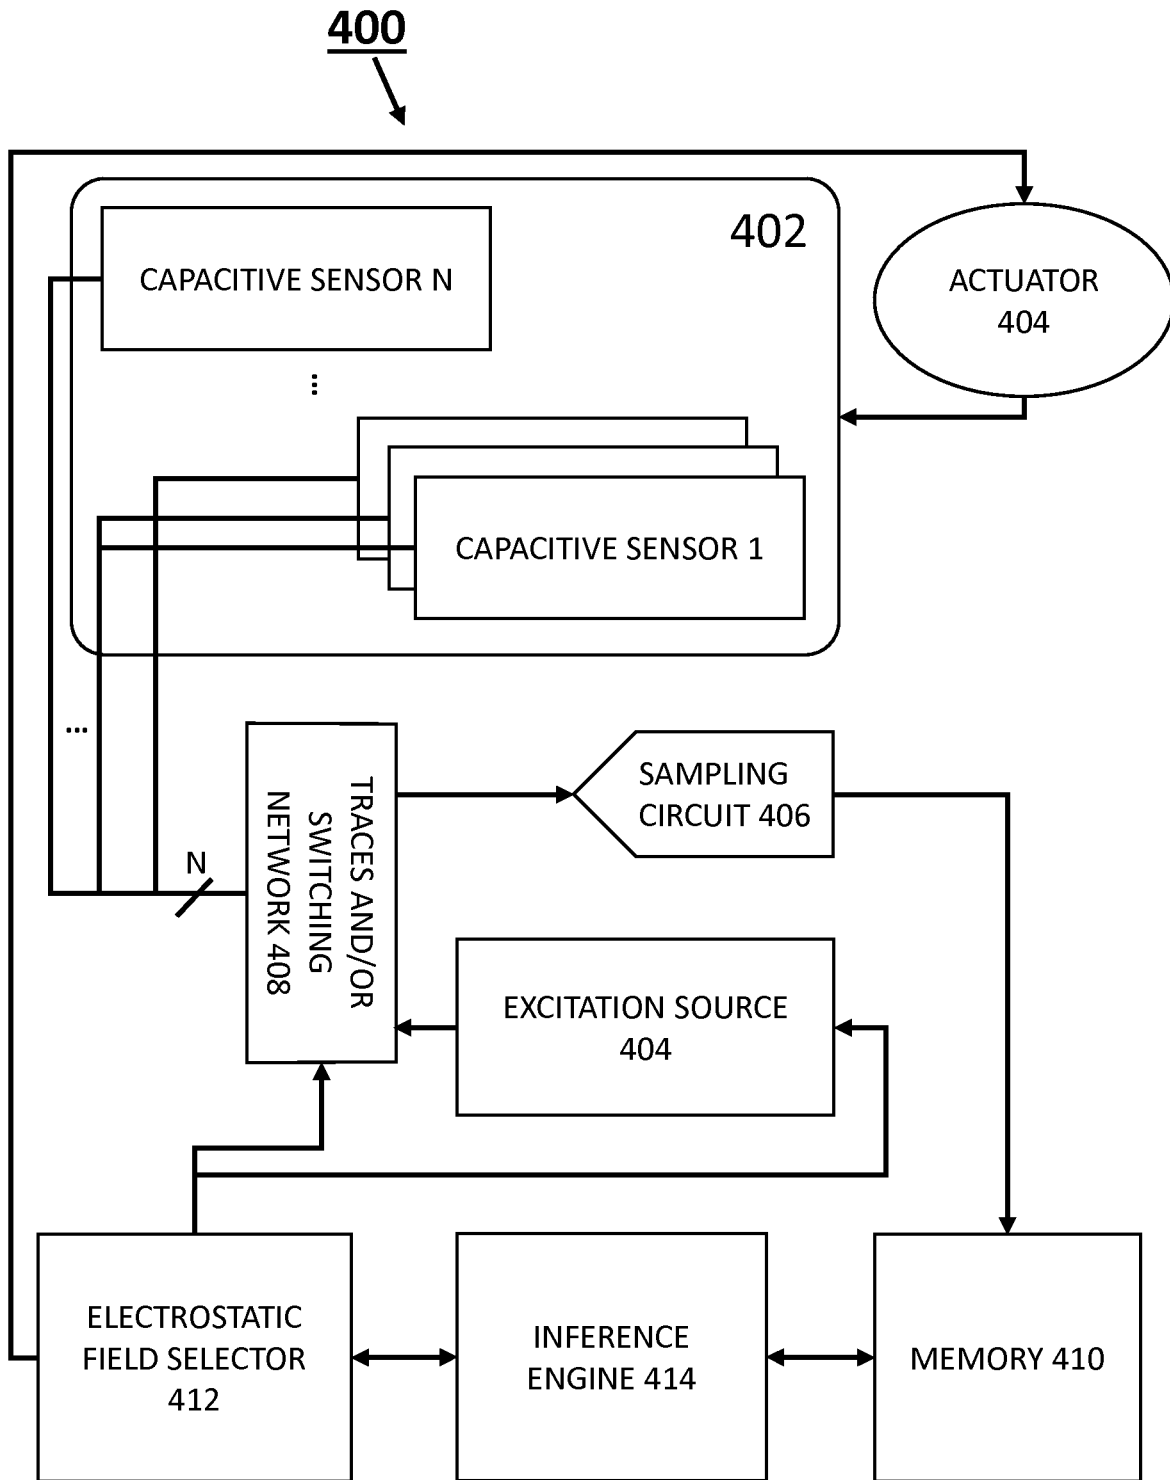 400
402
CAPACITIVE SENSOR N
...
ACTUATOR
404
CAPACITIVE SENSOR 1
...
N
TRACES AND/OR
SWITCHING
NETWORK 408
SAMPLING
CIRCUIT 406
EXCITATION SOURCE
404
ELECTROSTATIC
FIELD SELECTOR
412
INFERENCE
ENGINE 414
MEMORY 410